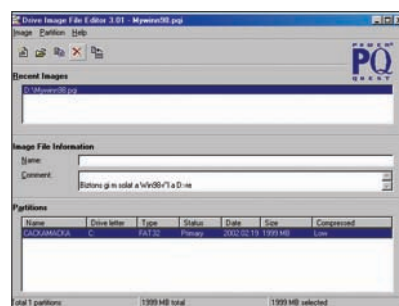 Drive Image File Editor 3.01 - Mywin98.pqi
Image Partition Help
POWER
PQ
QUEST
Recent Images
D:\Mywin98.pqi
Image File Information
Name:
Comment:
Partitions
Name Drive letter Type Status Date Size Compressed
CACKAMACKA C: FAT32 Primary 2002.02.19 1999 MB Low
Total 1 partitions 1999 MB total 1999 MB selected